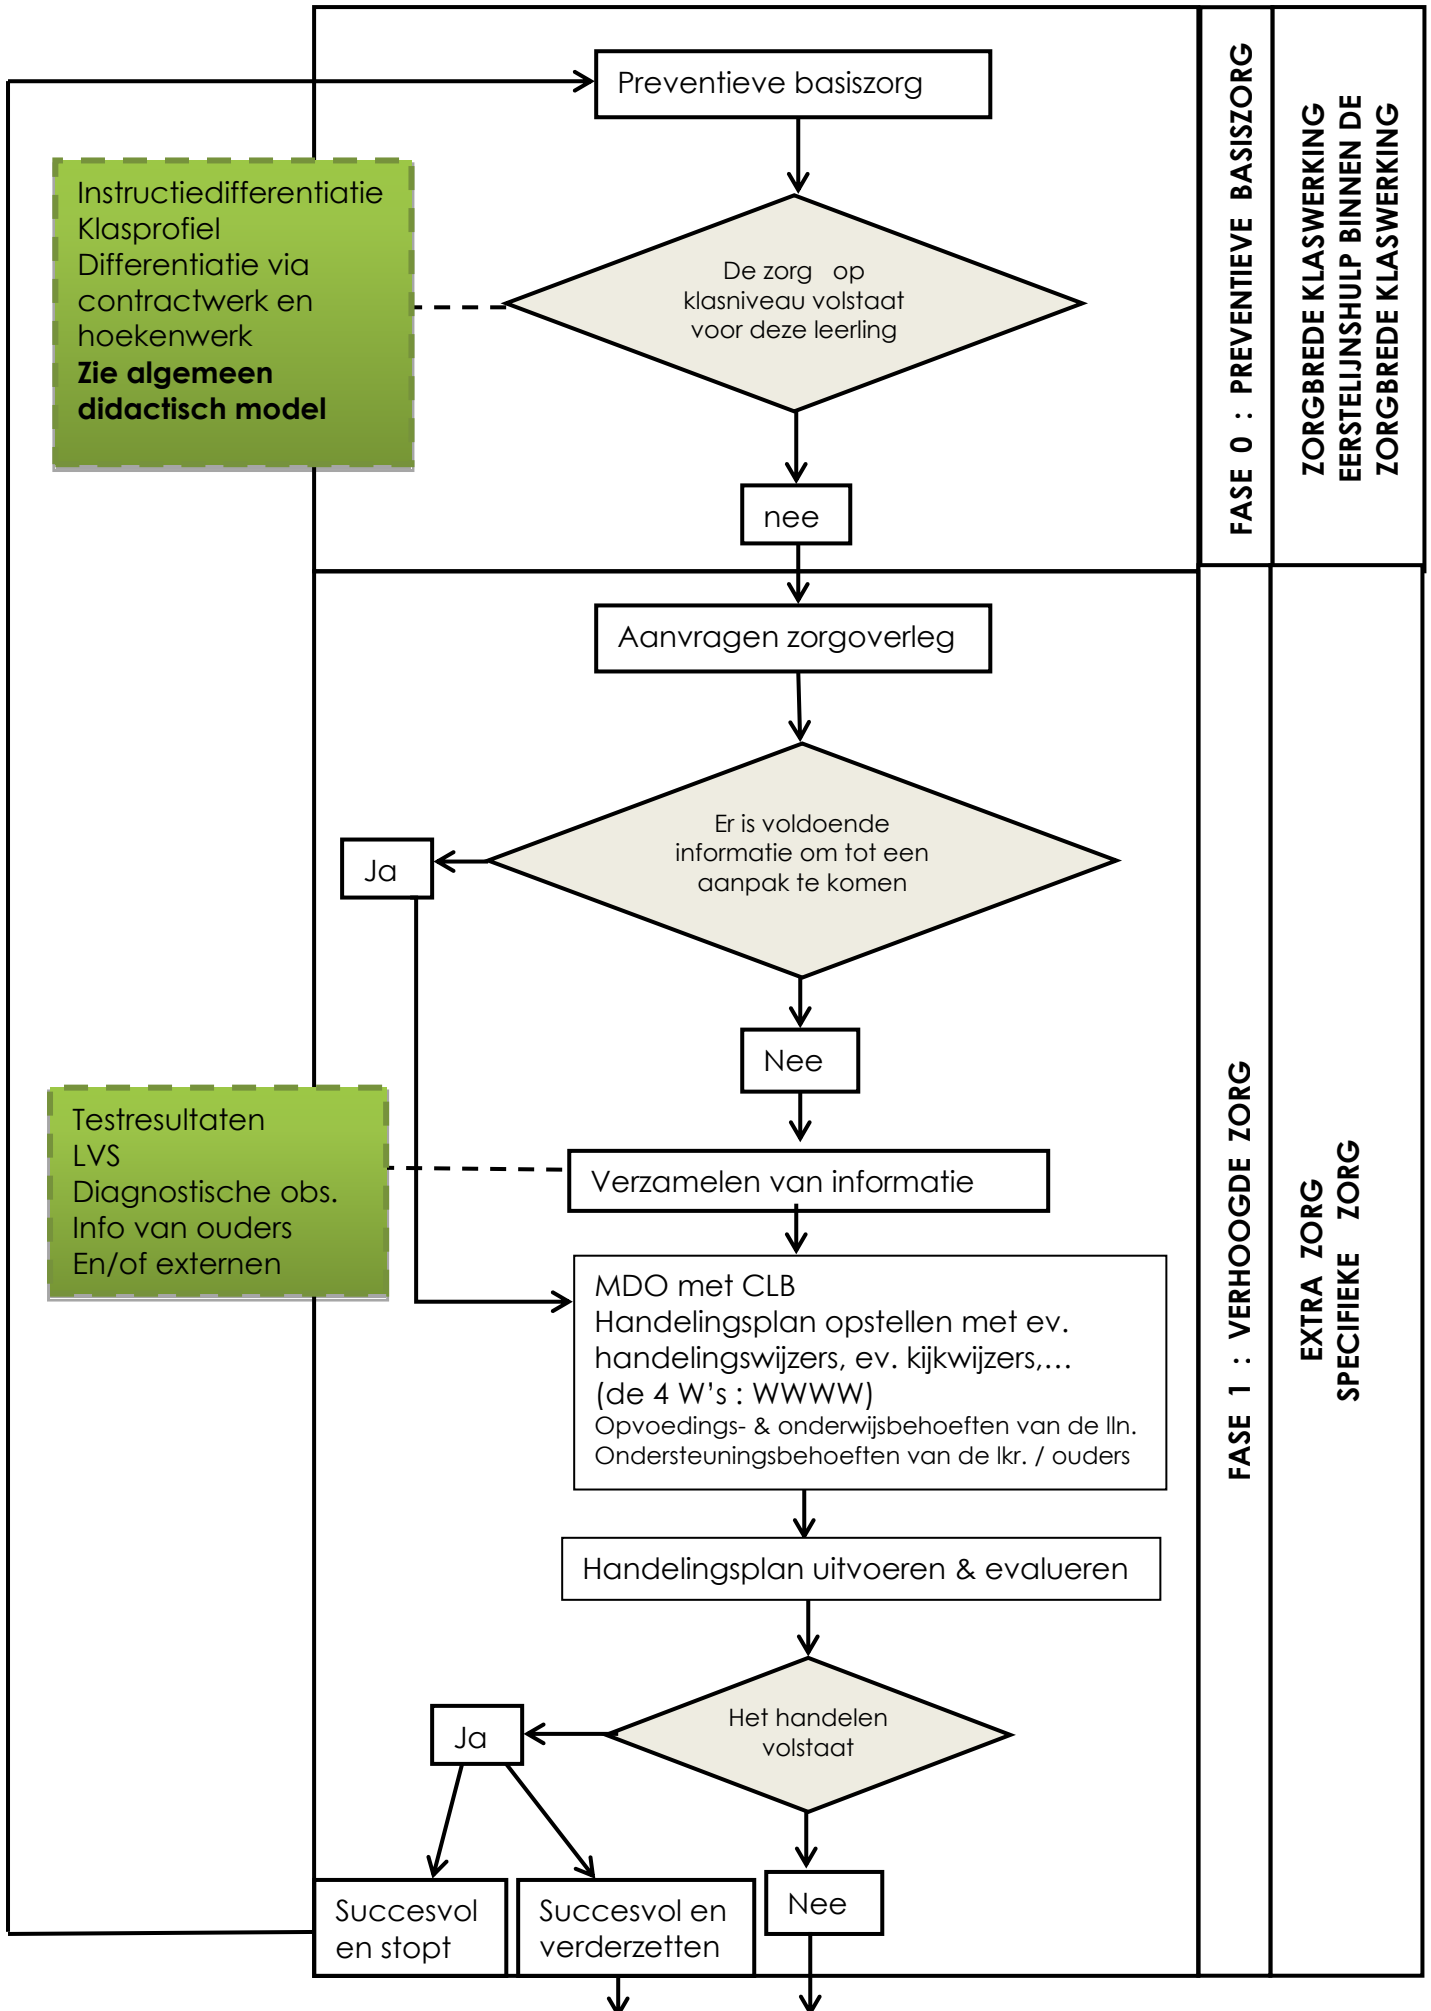 Preventieve basiszorg
Instructiedifferentiatie
Klasprofiel
Differentiatie via
contractwerk en
hoekenwerk
Zie algemeen
didactisch model
De zorg op
klasniveau volstaat
voor deze leerling
nee
FASE 0 : PREVENTIEVE BASISZORG
ZORGBREDE KLASWERKING
EERSTELIJNSHULP BINNEN DE
ZORGBREDE KLASWERKING
Aanvragen zorgoverleg
Er is voldoende
informatie om tot een
aanpak te komen
Ja
Nee
Testresultaten
LVS
Diagnostische obs.
Info van ouders
En/of externen
Verzamelen van informatie
MDO met CLB
Handelingsplan opstellen met ev.
handelingswijzers, ev. kijkwijzers,…
(de 4 W's : WWWW)
Opvoedings- & onderwijsbehoeften van de lln.
Ondersteuningsbehoeften van de lkr. / ouders
Handelingsplan uitvoeren & evalueren
Het handelen
volstaat
Ja
Succesvol
en stopt
Succesvol en
verderzetten
Nee
FASE 1 : VERHOOGDE ZORG
EXTRA ZORG
SPECIFIEKE ZORG